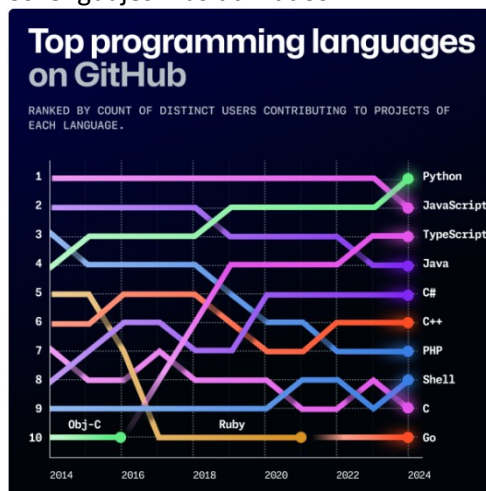 Top programming languages
on GitHub
RANKED BY COUNT OF DISTINCT USERS CONTRIBUTING TO PROJECTS OF
EACH LANGUAGE.
1
2
3
4
5
6
7
8
9
10
Python
JavaScript
TypeScript
Java
C#
C++
PHP
Shell
C
Go
Obj-C
Ruby
2014
2016
2018
2020
2022
2024